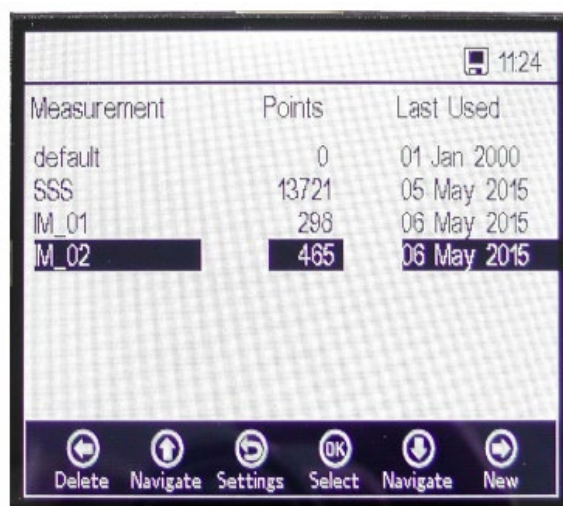 11:24
Measurement Points Last Used
default 0 01 Jan 2000
SSS 13721 05 May 2015
IM_01 298 06 May 2015
IM_02 465 06 May 2015
OK
Delete Navigate Settings Select Navigate New